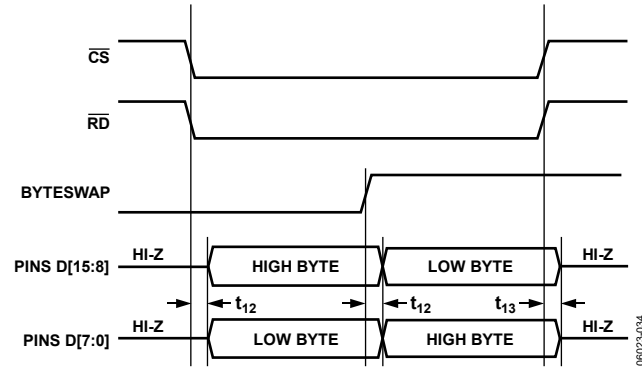 CS
RD
BYTESWAP
PINS D[15:8] HI-Z HIGH BYTE LOW BYTE HI-Z
t12 t12 t13
PINS D[7:0] HI-Z LOW BYTE HIGH BYTE HI-Z
06023-034